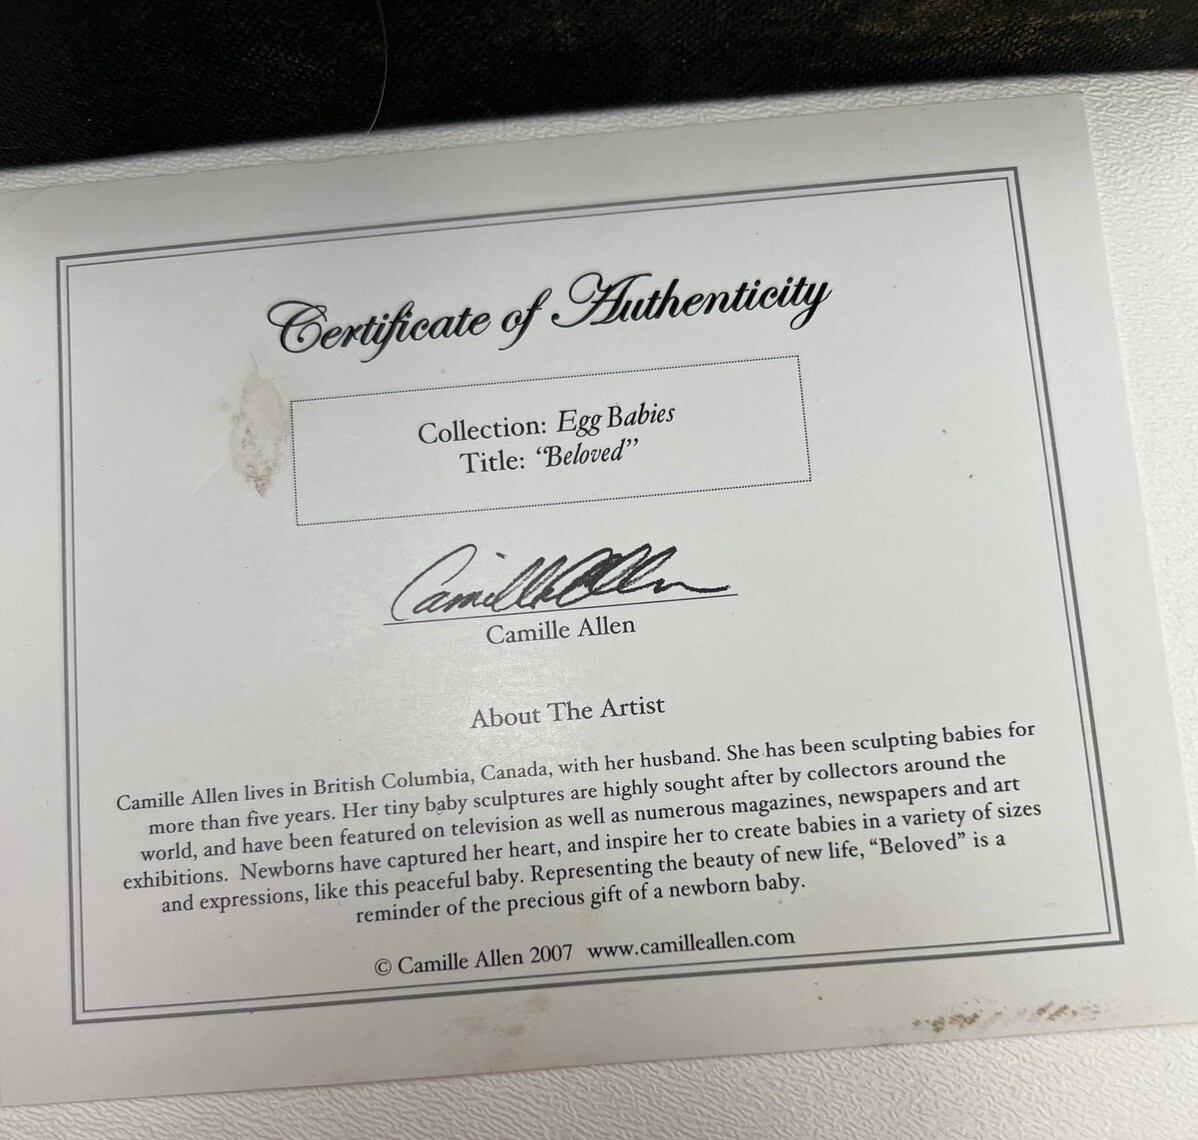 Certificate of Authenticity
Collection: Egg Babies
Title: “Beloved”
Camille Allen
Camille Allen
About The Artist
Camille Allen lives in British Columbia, Canada, with her husband. She has been sculpting babies for
more than five years. Her tiny baby sculptures are highly sought after by collectors around the
world, and have been featured on television as well as numerous magazines, newspapers and art
exhibitions. Newborns have captured her heart, and inspire her to create babies in a variety of sizes
and expressions, like this peaceful baby. Representing the beauty of new life, “Beloved” is a
reminder of the precious gift of a newborn baby.
© Camille Allen 2007 www.camilleallen.com